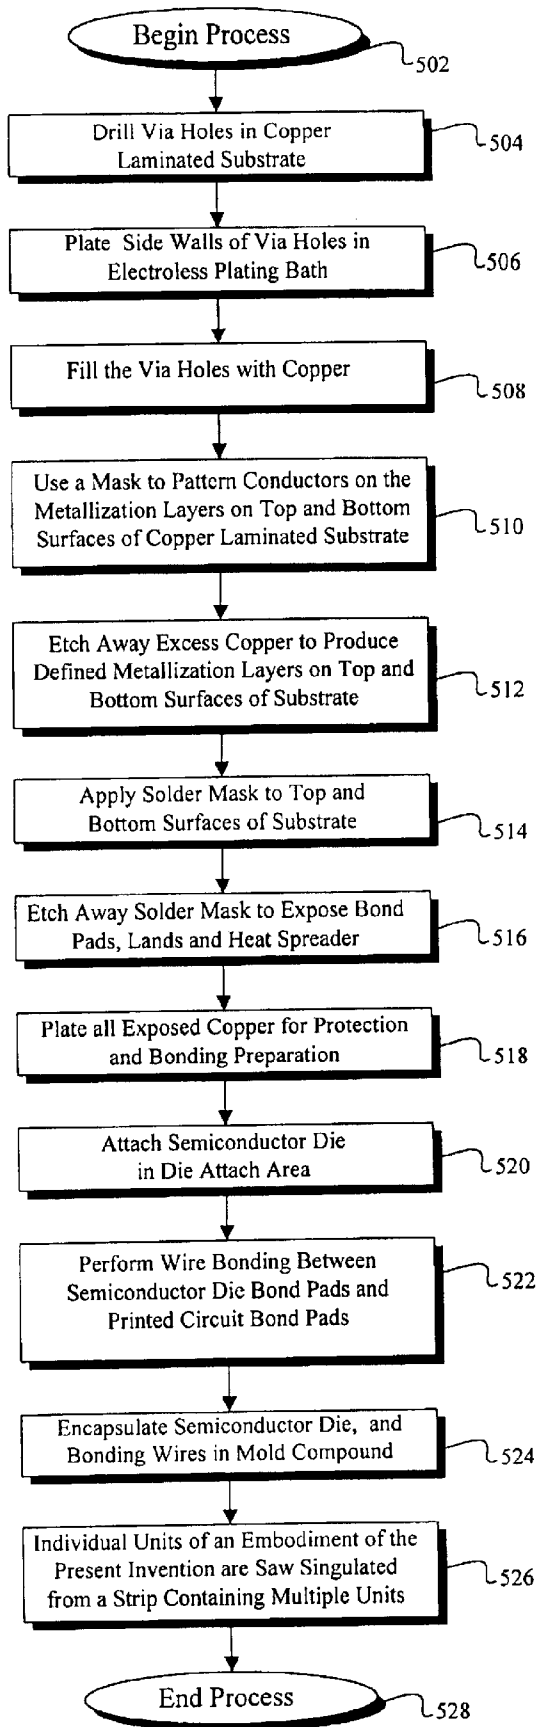 Begin Process
502
Drill Via Holes in Copper
Laminated Substrate
504
Plate Side Walls of Via Holes in
Electroless Plating Bath
506
Fill the Via Holes with Copper
508
Use a Mask to Pattern Conductors on the
Metallization Layers on Top and Bottom
Surfaces of Copper Laminated Substrate
510
Etch Away Excess Copper to Produce
Defined Metallization Layers on Top and
Bottom Surfaces of Substrate
512
Apply Solder Mask to Top and
Bottom Surfaces of Substrate
514
Etch Away Solder Mask to Expose Bond
Pads, Lands and Heat Spreader
516
Plate all Exposed Copper for Protection
and Bonding Preparation
518
Attach Semiconductor Die
in Die Attach Area
520
Perform Wire Bonding Between
Semiconductor Die Bond Pads and
Printed Circuit Bond Pads
522
Encapsulate Semiconductor Die, and
Bonding Wires in Mold Compound
524
Individual Units of an Embodiment of the
Present Invention are Saw Singulated
from a Strip Containing Multiple Units
526
End Process
528